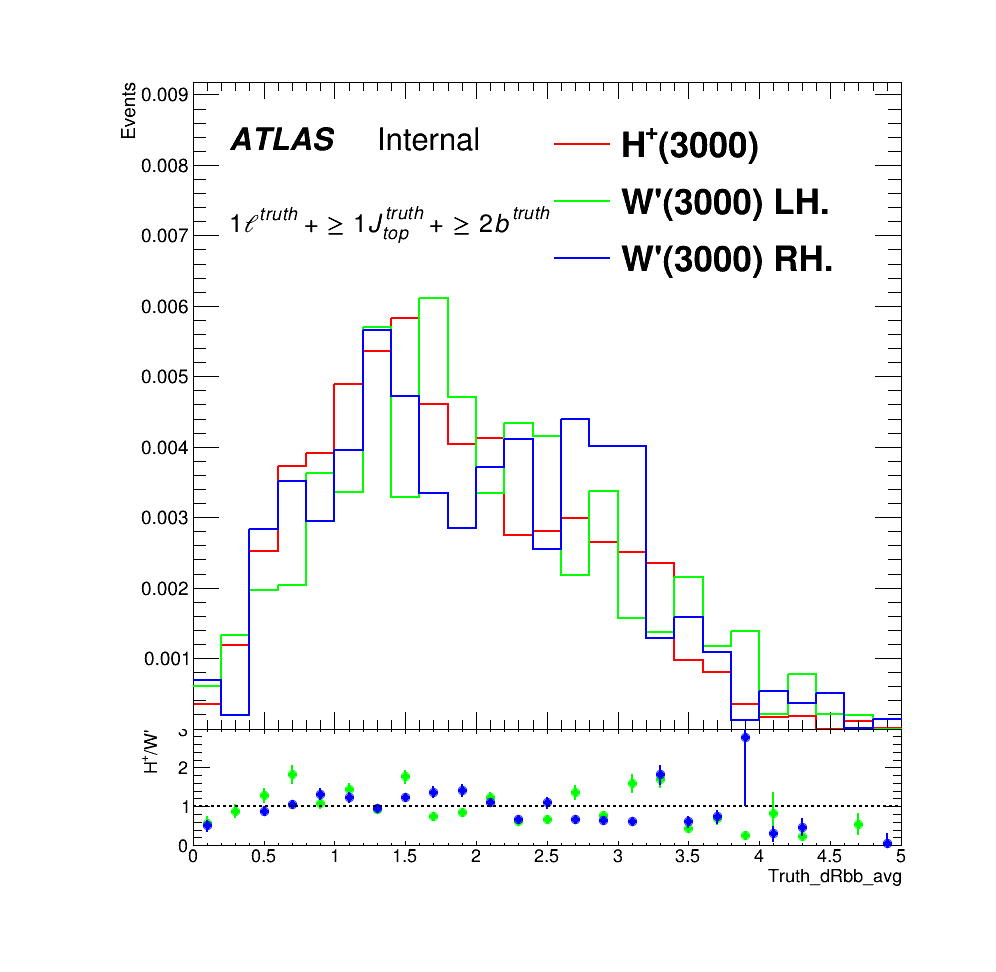 Events
0.009
0.008
0.007
0.006
0.005
0.004
0.003
0.002
0.001
ATLAS Internal
1ℓ^truth + ≥ 1J_top^truth + ≥ 2b^truth
H⁺(3000)
W'(3000) LH.
W'(3000) RH.
H⁺/W'
3
2
1
0
0 0.5 1 1.5 2 2.5 3 3.5 4 4.5 5
Truth_dRbb_avg